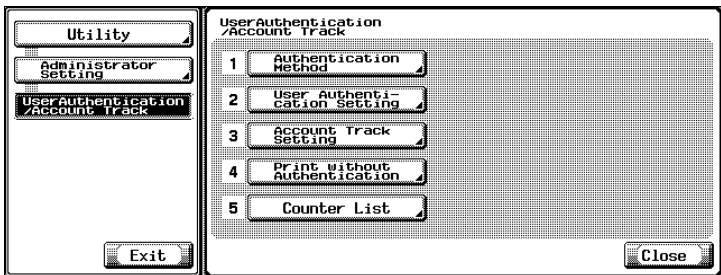 Utility
Administrator
Setting
UserAuthentication
/Account Track
Exit
UserAuthentication
/Account Track
1 Authentication
Method
2 User Authenti-
cation Setting
3 Account Track
Setting
4 Print without
Authentication
5 Counter List
Close